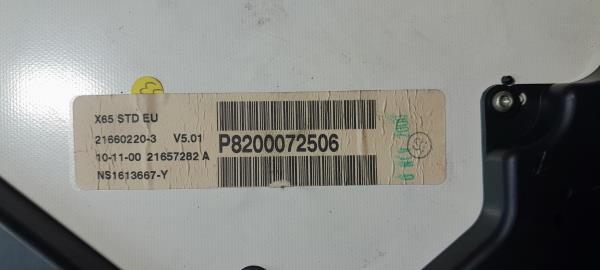 X65 STD EU
21660220-3 V5.01
10-11-00 21657282 A
NS1613667-Y
P8200072506